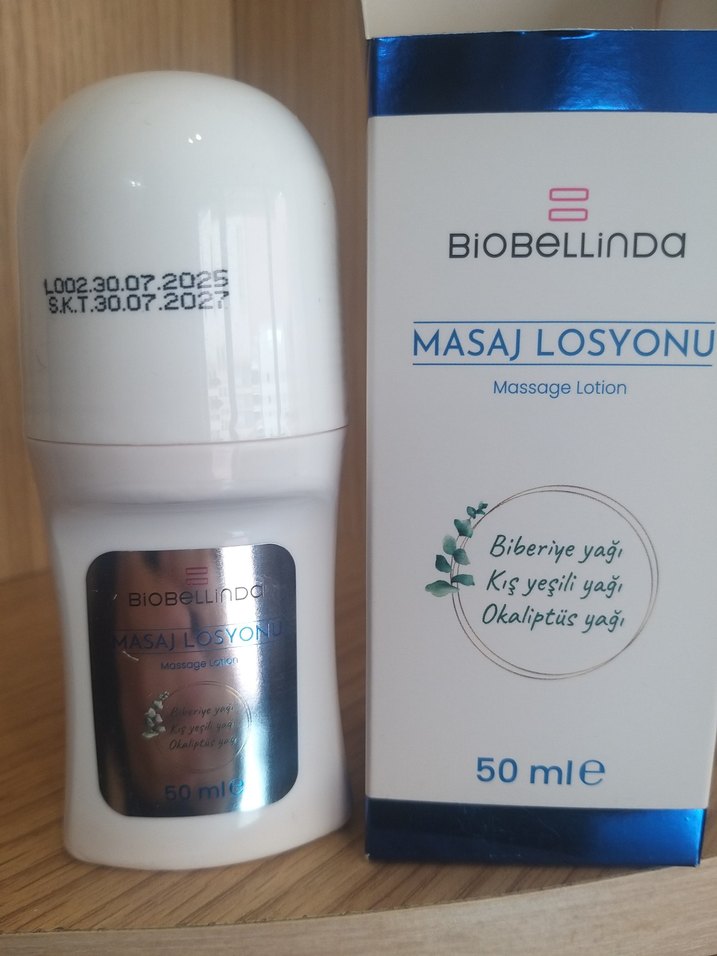 L002.30.07.2025
S.K.T.30.07.2027
BiOBELLiNDA
MASAJ LOSYONU
Massage Lotion
Biberiye yağı
Kış yeşili yağı
Okaliptüs yağı
50 ml e
BiOBELLiNDA
MASAJ LOSYONU
Massage Lotion
Biberiye yağı
Kış yeşili yağı
Okaliptüs yağı
50 ml e